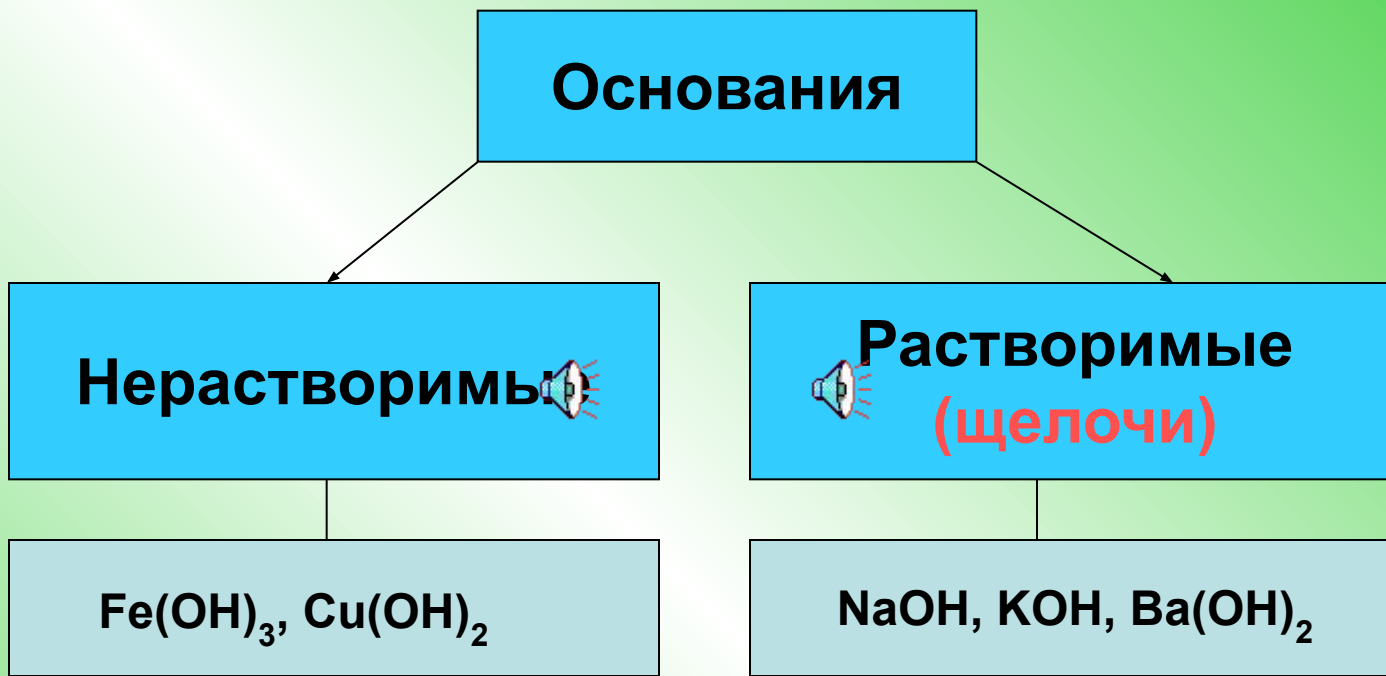 Основания
Нерастворимые
Растворимые
(щелочи)
Fe(OH)₃, Cu(OH)₂
NaOH, KOH, Ba(OH)₂